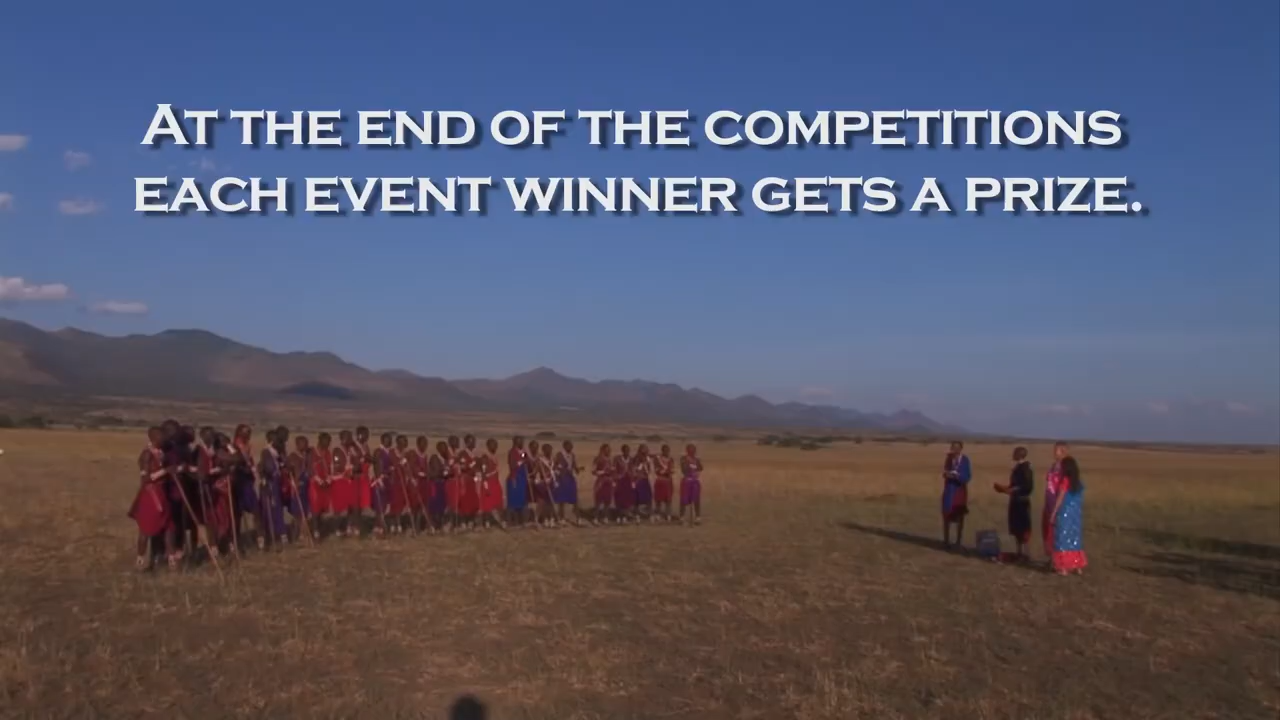 At the end of the competitions
each event winner gets a prize.